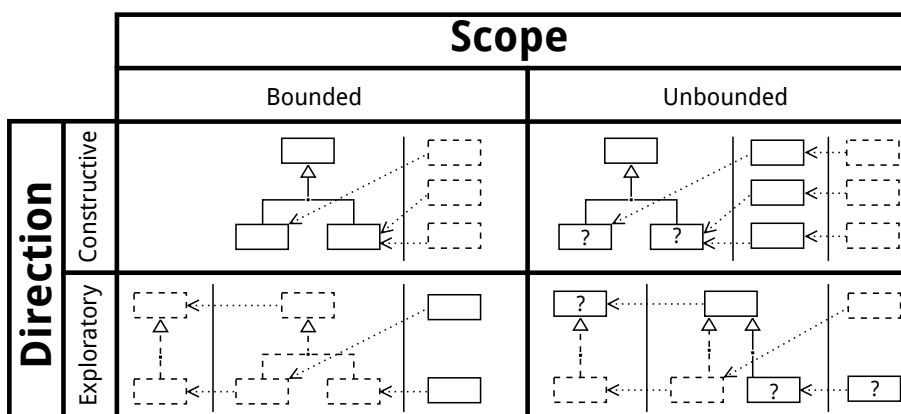 Scope
Bounded
Unbounded
Direction
Constructive
? ?
Exploratory
?
? ?